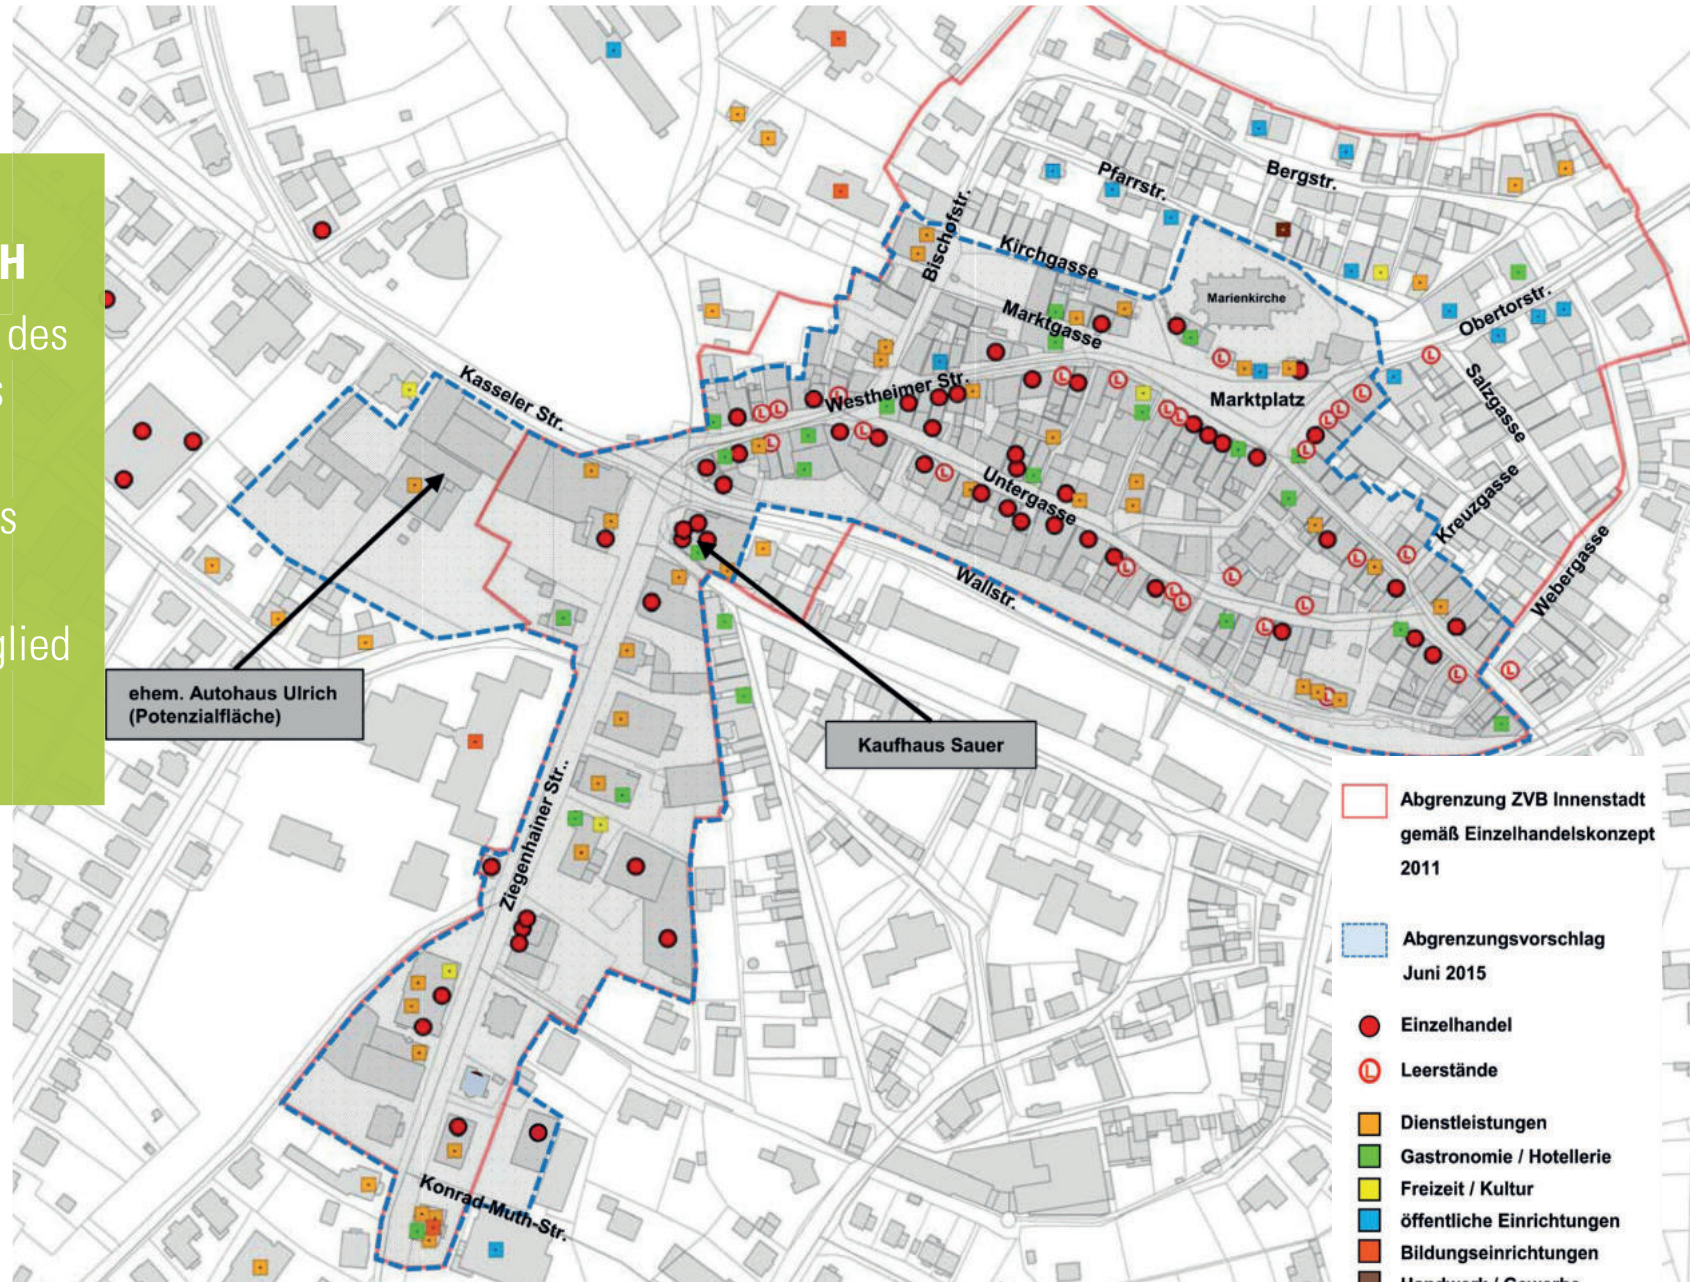 H
des
s
s
glied
Bergstr.
Pfarrstr.
Bischofstr.
Kirchgasse
Marienkirche
Marktgasse
Obertorstr.
Kasseler Str.
Westheimer Str.
Marktplatz
Salzgasse
Untergasse
Kreuzgasse
Webergasse
Wallstr.
ehem. Autohaus Ulrich
(Potenzialfläche)
Kaufhaus Sauer
Ziegenhainer Str..
Konrad-Muth-Str.
Abgrenzung ZVB Innenstadt
gemäß Einzelhandelskonzept
2011
Abgrenzungsvorschlag
Juni 2015
Einzelhandel
L Leerstände
Dienstleistungen
Gastronomie / Hotellerie
Freizeit / Kultur
öffentliche Einrichtungen
Bildungseinrichtungen
Handwerk / Gewerbe